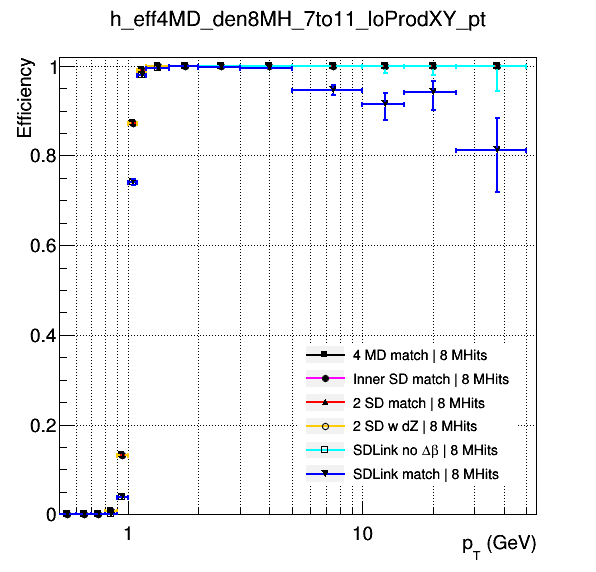 h_eff4MD_den8MH_7to11_loProdXY_pt
Efficiency
1
0.8
0.6
0.4
0.2
0
4 MD match | 8 MHits
Inner SD match | 8 MHits
2 SD match | 8 MHits
2 SD w dZ | 8 MHits
SDLink no Δβ | 8 MHits
SDLink match | 8 MHits
1
10
p_T (GeV)